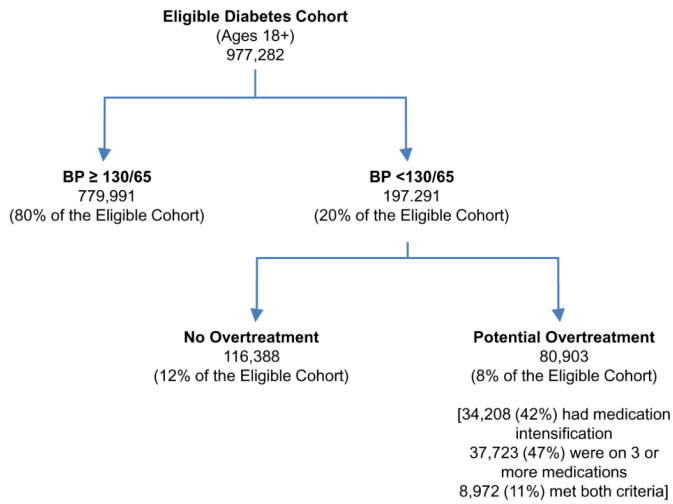 Eligible Diabetes Cohort
(Ages 18+)
977,282
BP ≥ 130/65
779,991
(80% of the Eligible Cohort)
BP <130/65
197.291
(20% of the Eligible Cohort)
No Overtreatment
116,388
(12% of the Eligible Cohort)
Potential Overtreatment
80,903
(8% of the Eligible Cohort)
[34,208 (42%) had medication
intensification
37,723 (47%) were on 3 or
more medications
8,972 (11%) met both criteria]